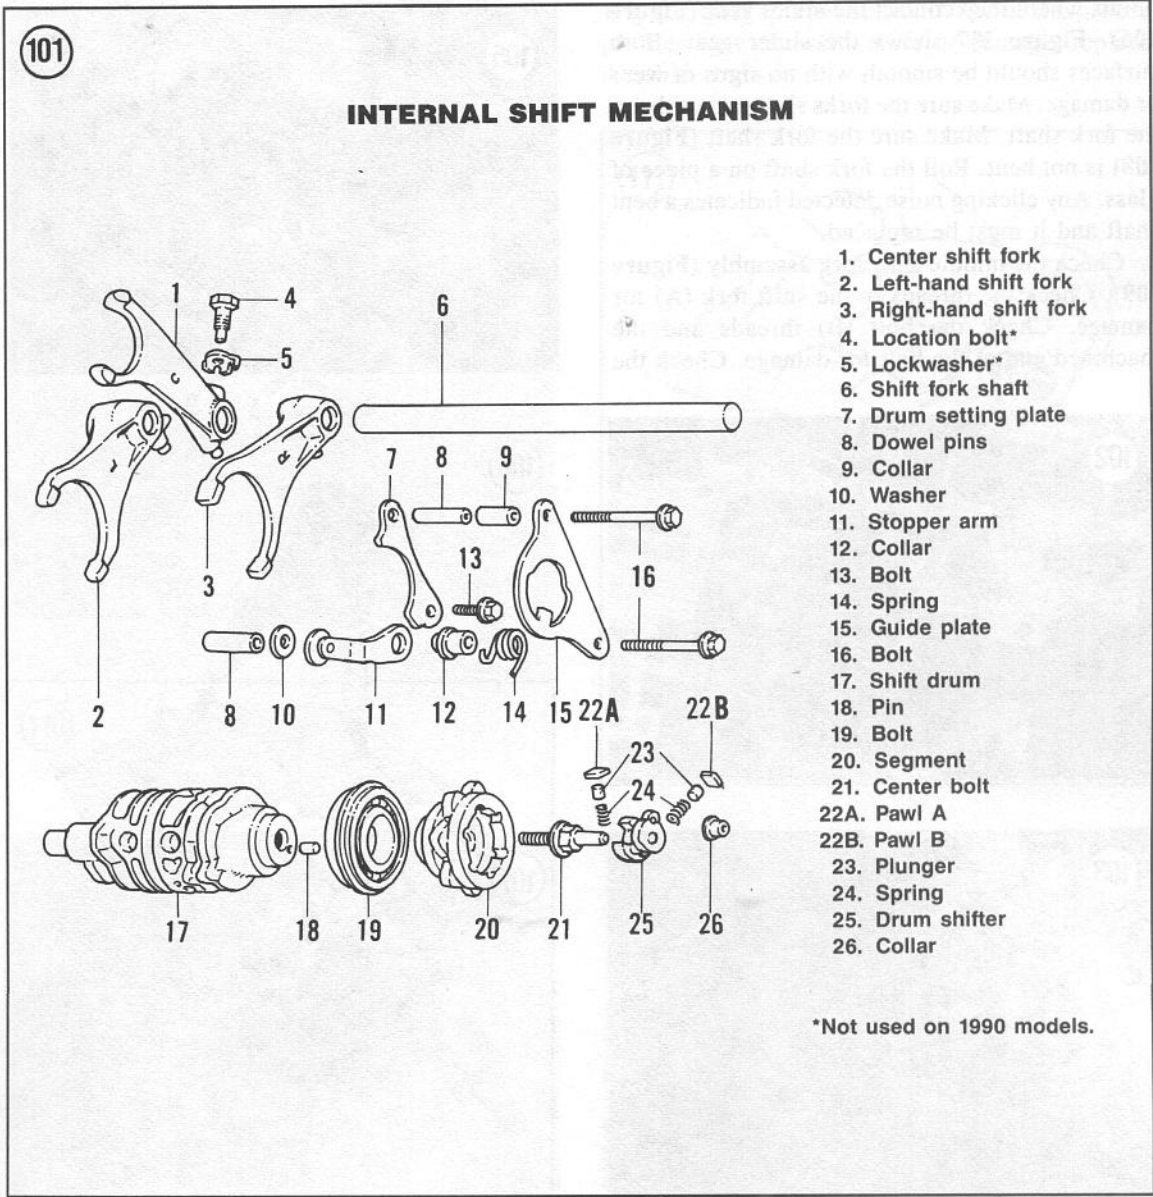 101
INTERNAL SHIFT MECHANISM
1. Center shift fork
2. Left-hand shift fork
3. Right-hand shift fork
4. Location bolt*
5. Lockwasher*
6. Shift fork shaft
7. Drum setting plate
8. Dowel pins
9. Collar
10. Washer
11. Stopper arm
12. Collar
13. Bolt
14. Spring
15. Guide plate
16. Bolt
17. Shift drum
18. Pin
19. Bolt
20. Segment
21. Center bolt
22A. Pawl A
22B. Pawl B
23. Plunger
24. Spring
25. Drum shifter
26. Collar
*Not used on 1990 models.
1
4
5
6
7 8 9
3
13
16
2
8 10 11 12 14 15 22A 22B
23
24
17 18 19 20 21 25 26